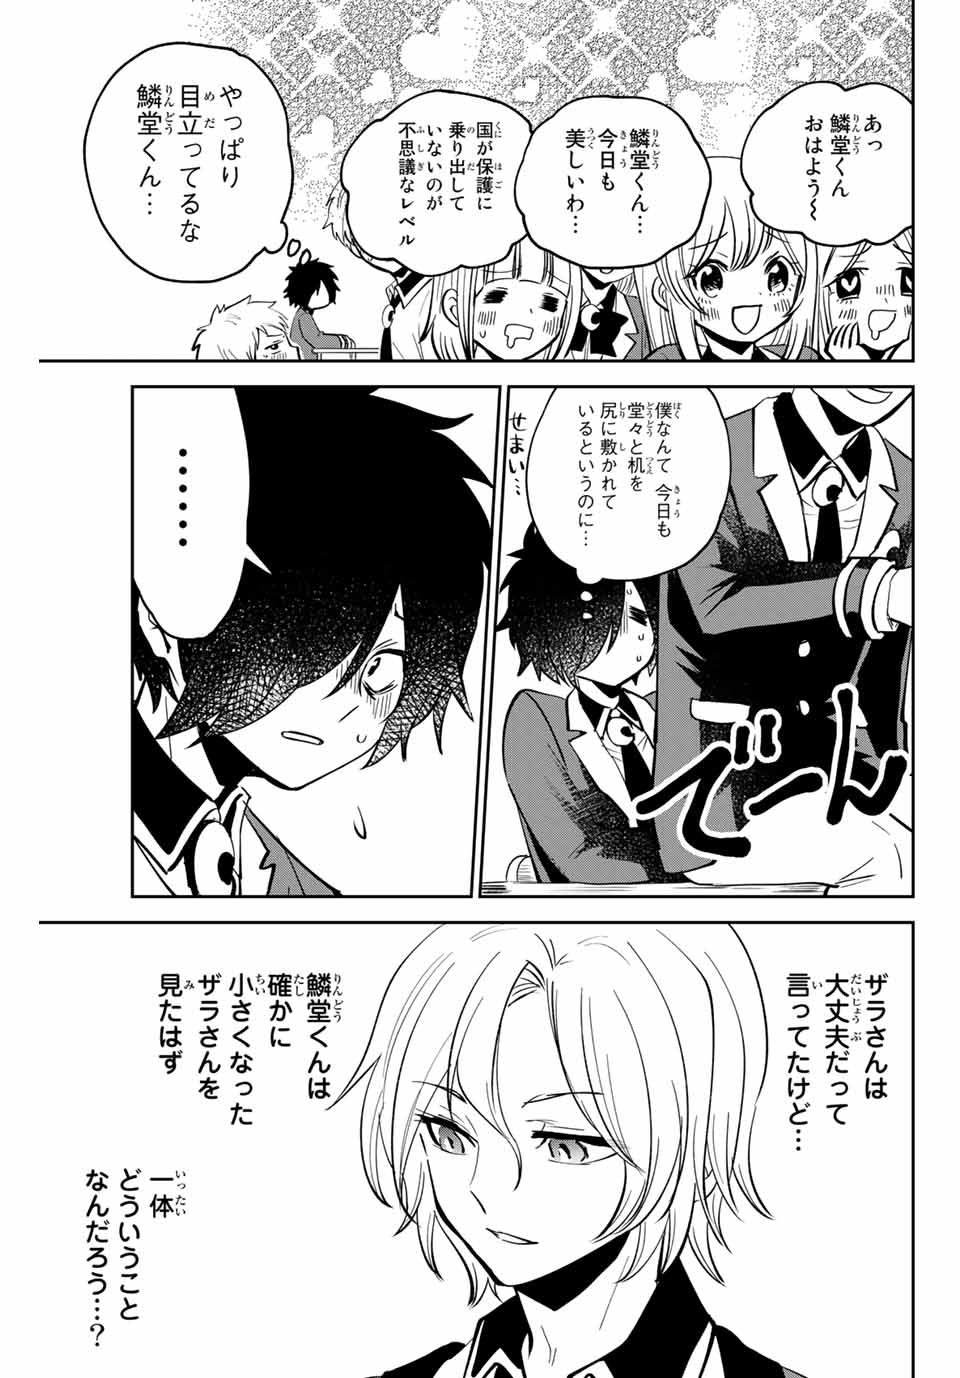 あっ
鱗堂くん
おはよう〜
鱗堂くん…
今日も
美しいわ…
国が保護に
乗り出して
いないのが
不思議なレベル
やっぱり
目立ってるな
鱗堂くん…
僕なんて 今日も
堂々と机を
尻に敷かれて
いるというのに…
せまい…
でーん
・・・・・・・
ザラさんは
大丈夫だって
言ってたけど…
鱗堂くんは
確かに
小さくなった
ザラさんを
見たはず
一体
どういうこと
なんだろう…？